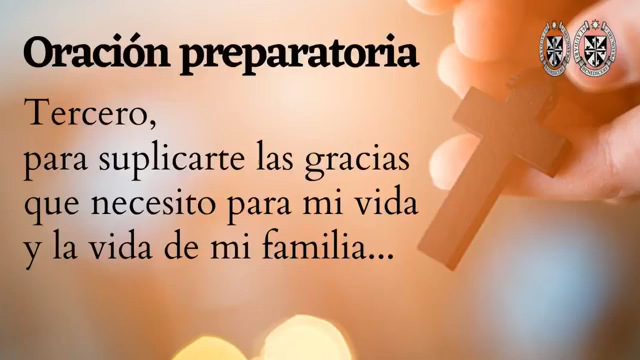 Oración preparatoria
Tercero,
para suplicarte las gracias
que necesito para mi vida
y la vida de mi familia...